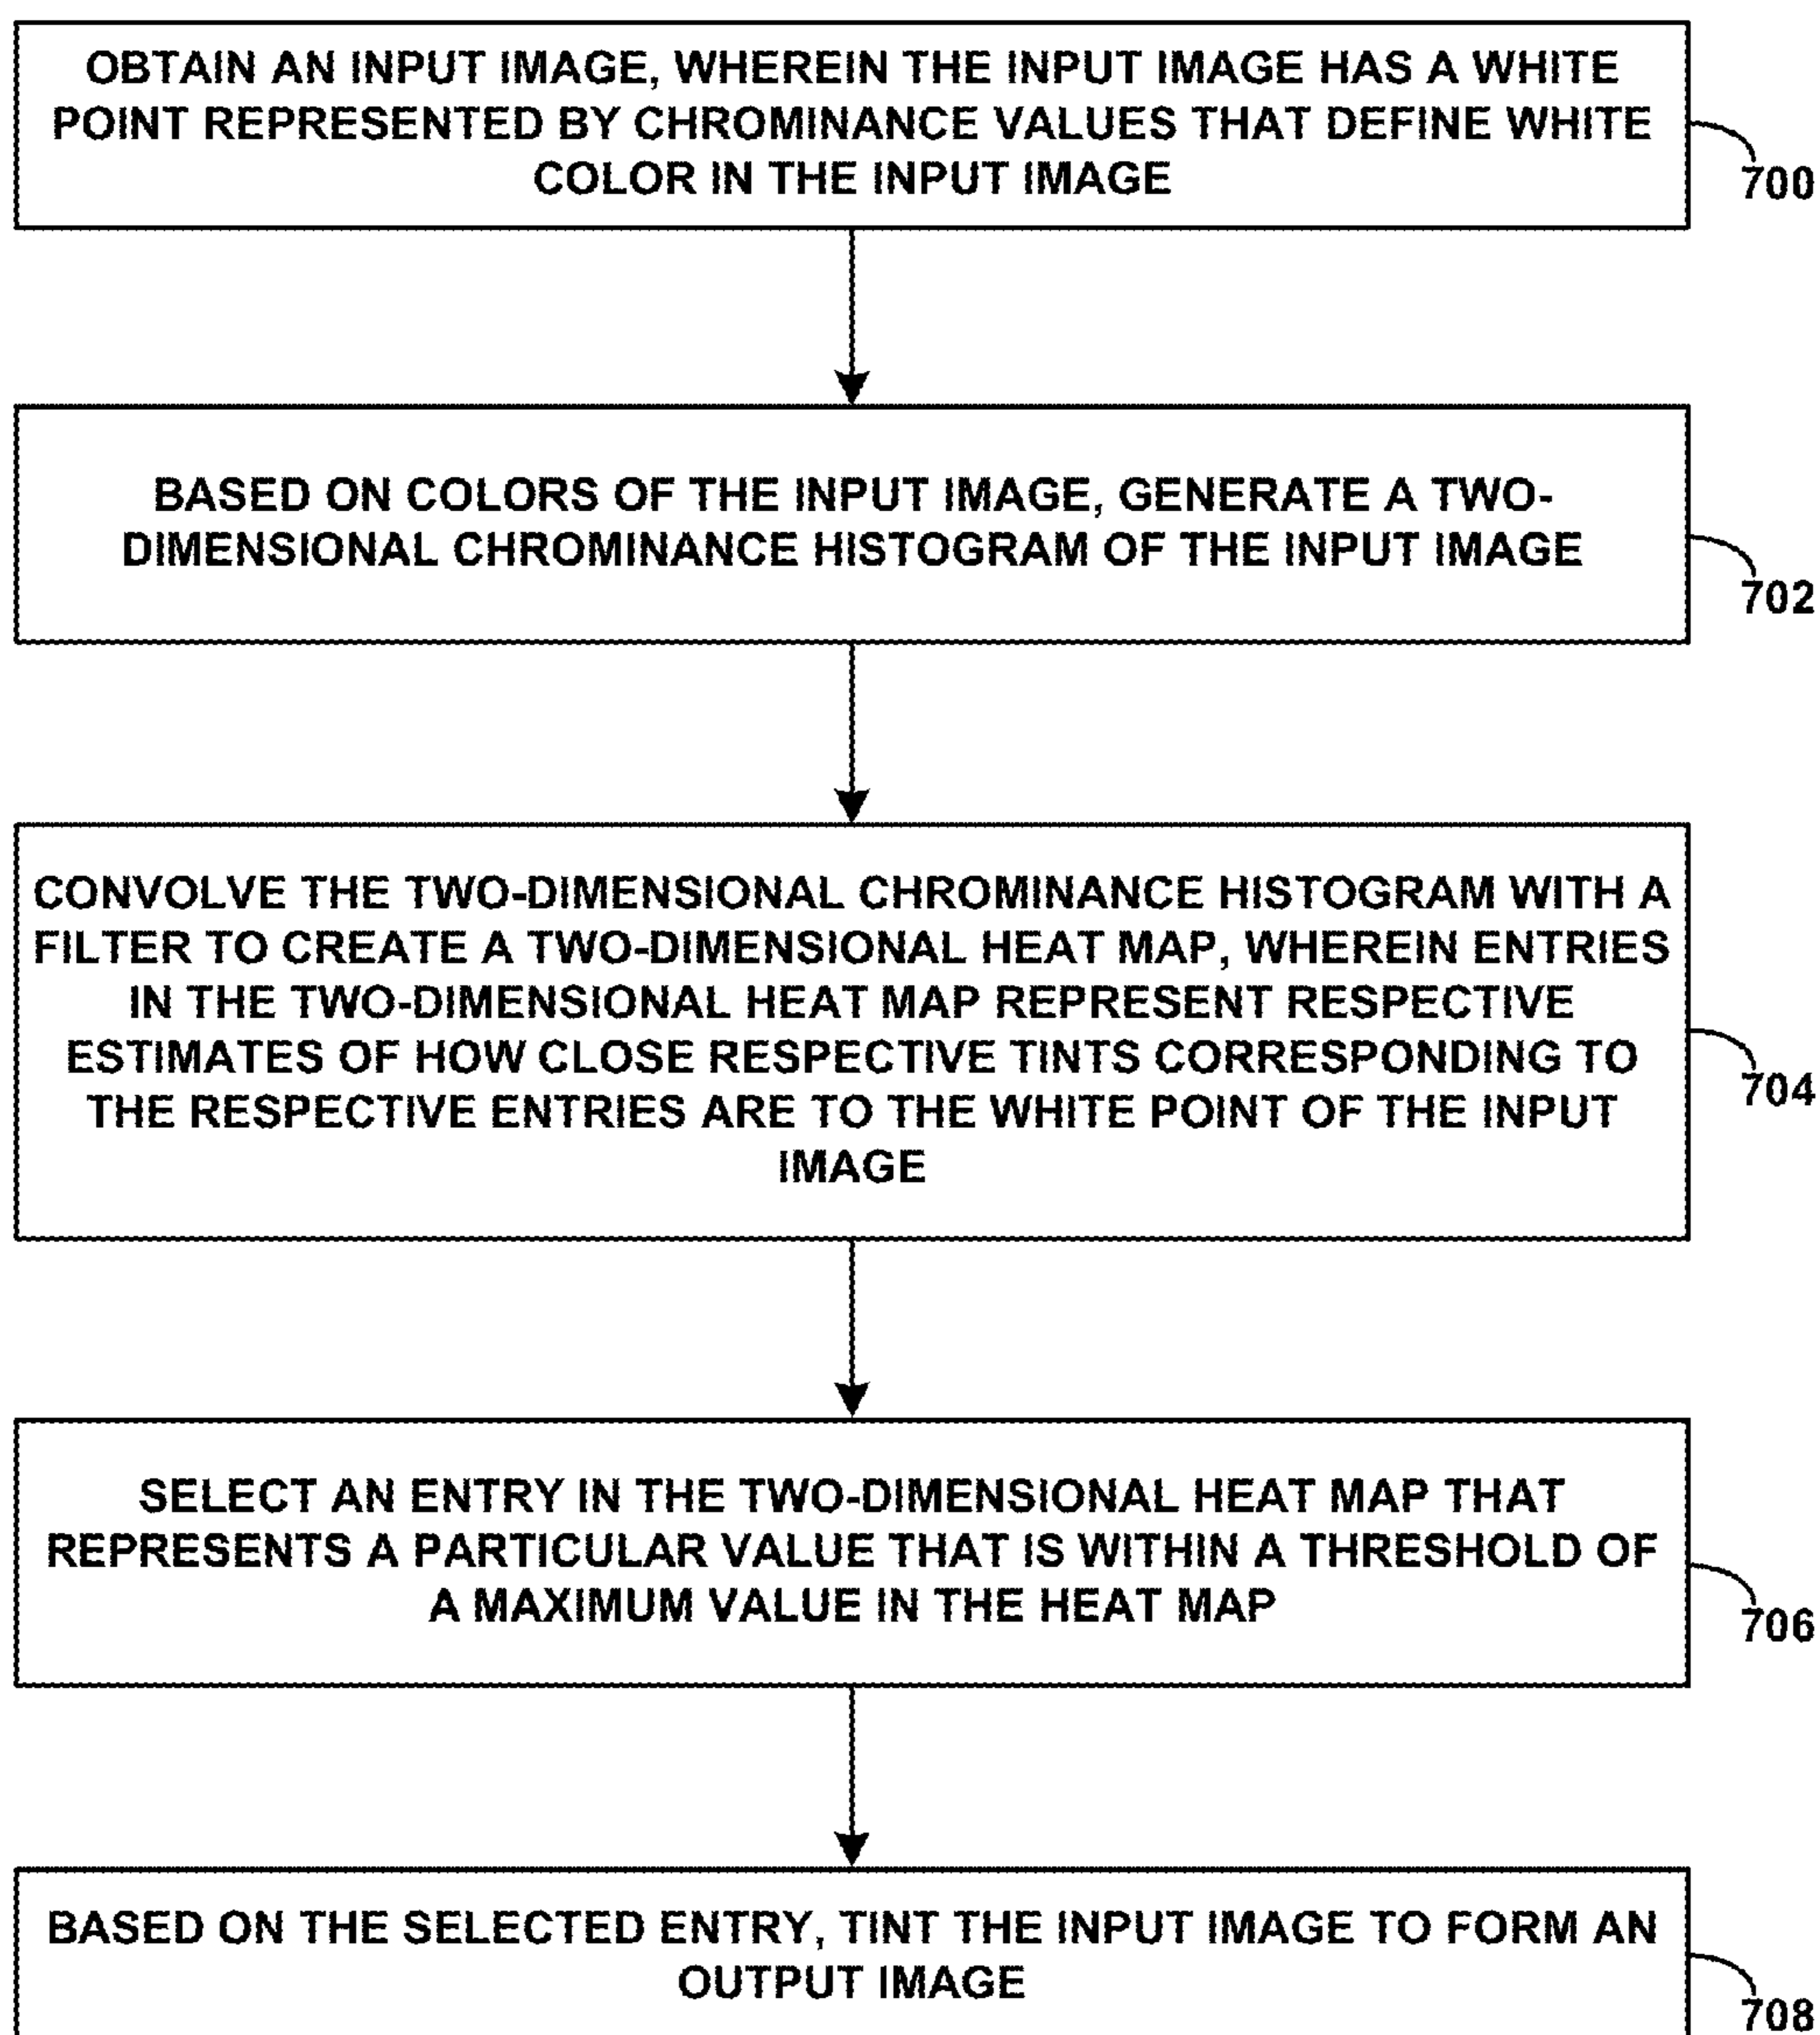 OBTAIN AN INPUT IMAGE, WHEREIN THE INPUT IMAGE HAS A WHITE
POINT REPRESENTED BY CHROMINANCE VALUES THAT DEFINE WHITE
COLOR IN THE INPUT IMAGE
700
BASED ON COLORS OF THE INPUT IMAGE, GENERATE A TWO-
DIMENSIONAL CHROMINANCE HISTOGRAM OF THE INPUT IMAGE
702
CONVOLVE THE TWO-DIMENSIONAL CHROMINANCE HISTOGRAM WITH A
FILTER TO CREATE A TWO-DIMENSIONAL HEAT MAP, WHEREIN ENTRIES
IN THE TWO-DIMENSIONAL HEAT MAP REPRESENT RESPECTIVE
ESTIMATES OF HOW CLOSE RESPECTIVE TINTS CORRESPONDING TO
THE RESPECTIVE ENTRIES ARE TO THE WHITE POINT OF THE INPUT
IMAGE
704
SELECT AN ENTRY IN THE TWO-DIMENSIONAL HEAT MAP THAT
REPRESENTS A PARTICULAR VALUE THAT IS WITHIN A THRESHOLD OF
A MAXIMUM VALUE IN THE HEAT MAP
706
BASED ON THE SELECTED ENTRY, TINT THE INPUT IMAGE TO FORM AN
OUTPUT IMAGE
708